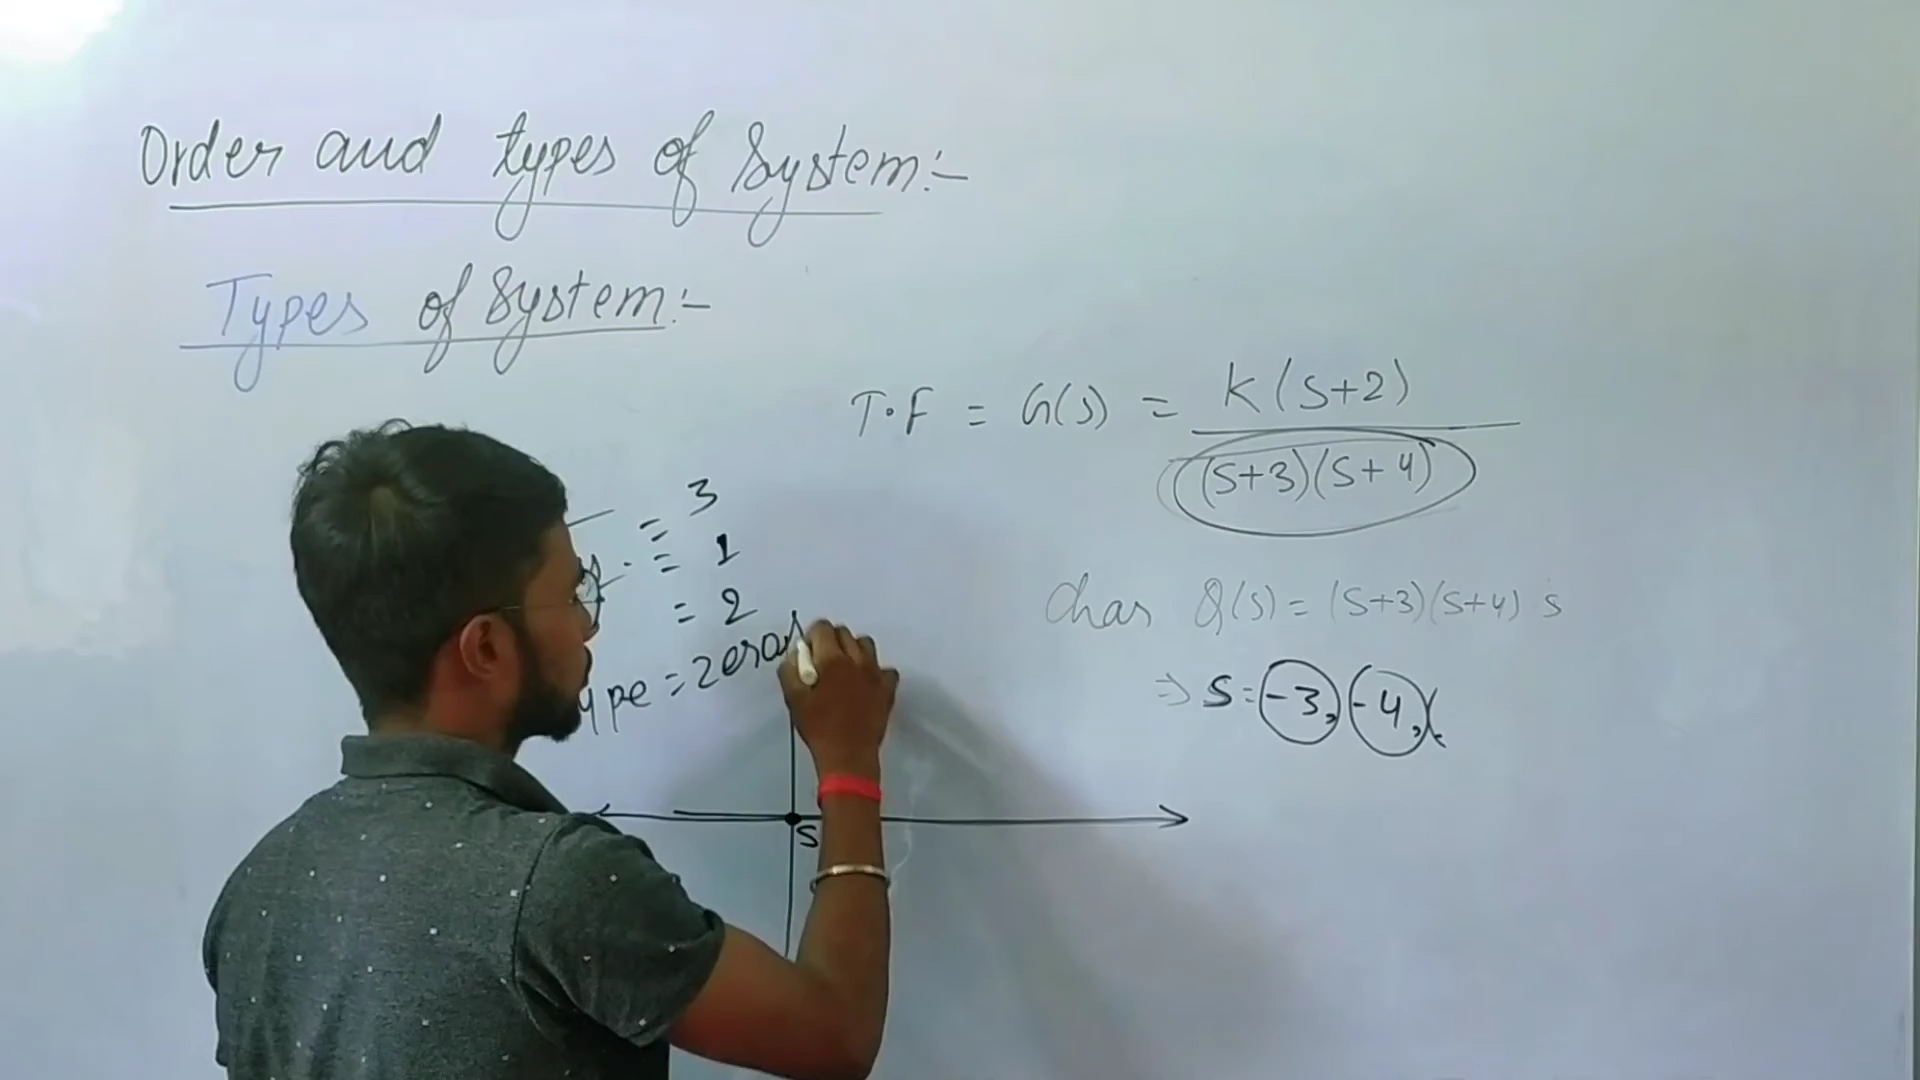 Order and types of System:-
Types of System:-
T.F = G(s) = K(S+2)
(S+3)(S+4)
= 3
= 1
= 2
= zero
Char Q(s) = (S+3)(S+4) s
⇒ S = -3, -4,
S